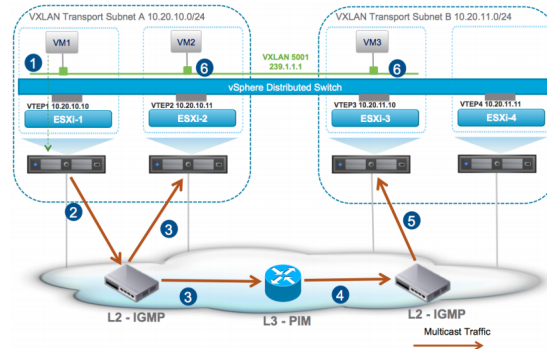 VXLAN Transport Subnet A 10.20.10.0/24
VXLAN Transport Subnet B 10.20.11.0/24
VM1
VM2
VM3
1
6
VXLAN 5001
239.1.1.1
6
vSphere Distributed Switch
VTEP1 10.20.10.10
VTEP2 10.20.10.11
VTEP3 10.20.11.10
VTEP4 10.20.11.11
ESXi-1
ESXi-2
ESXi-3
ESXi-4
2
3
5
3
4
L2 - IGMP
L3 - PIM
L2 - IGMP
Multicast Traffic